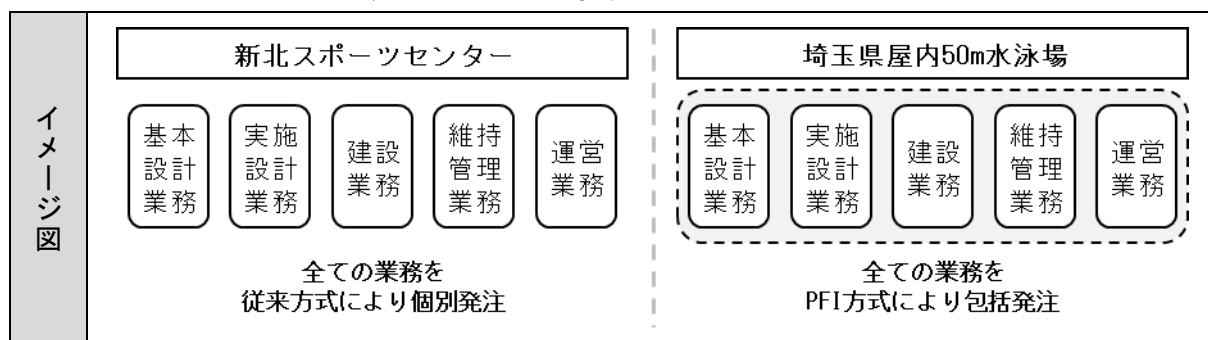 イメージ図
新北スポーツセンター
基本
設計
業務
実施
設計
業務
建設
業務
維持
管理
業務
運営
業務
全ての業務を
従来方式により個別発注
埼玉県屋内50m水泳場
基本
設計
業務
実施
設計
業務
建設
業務
維持
管理
業務
運営
業務
全ての業務を
PFI方式により包括発注